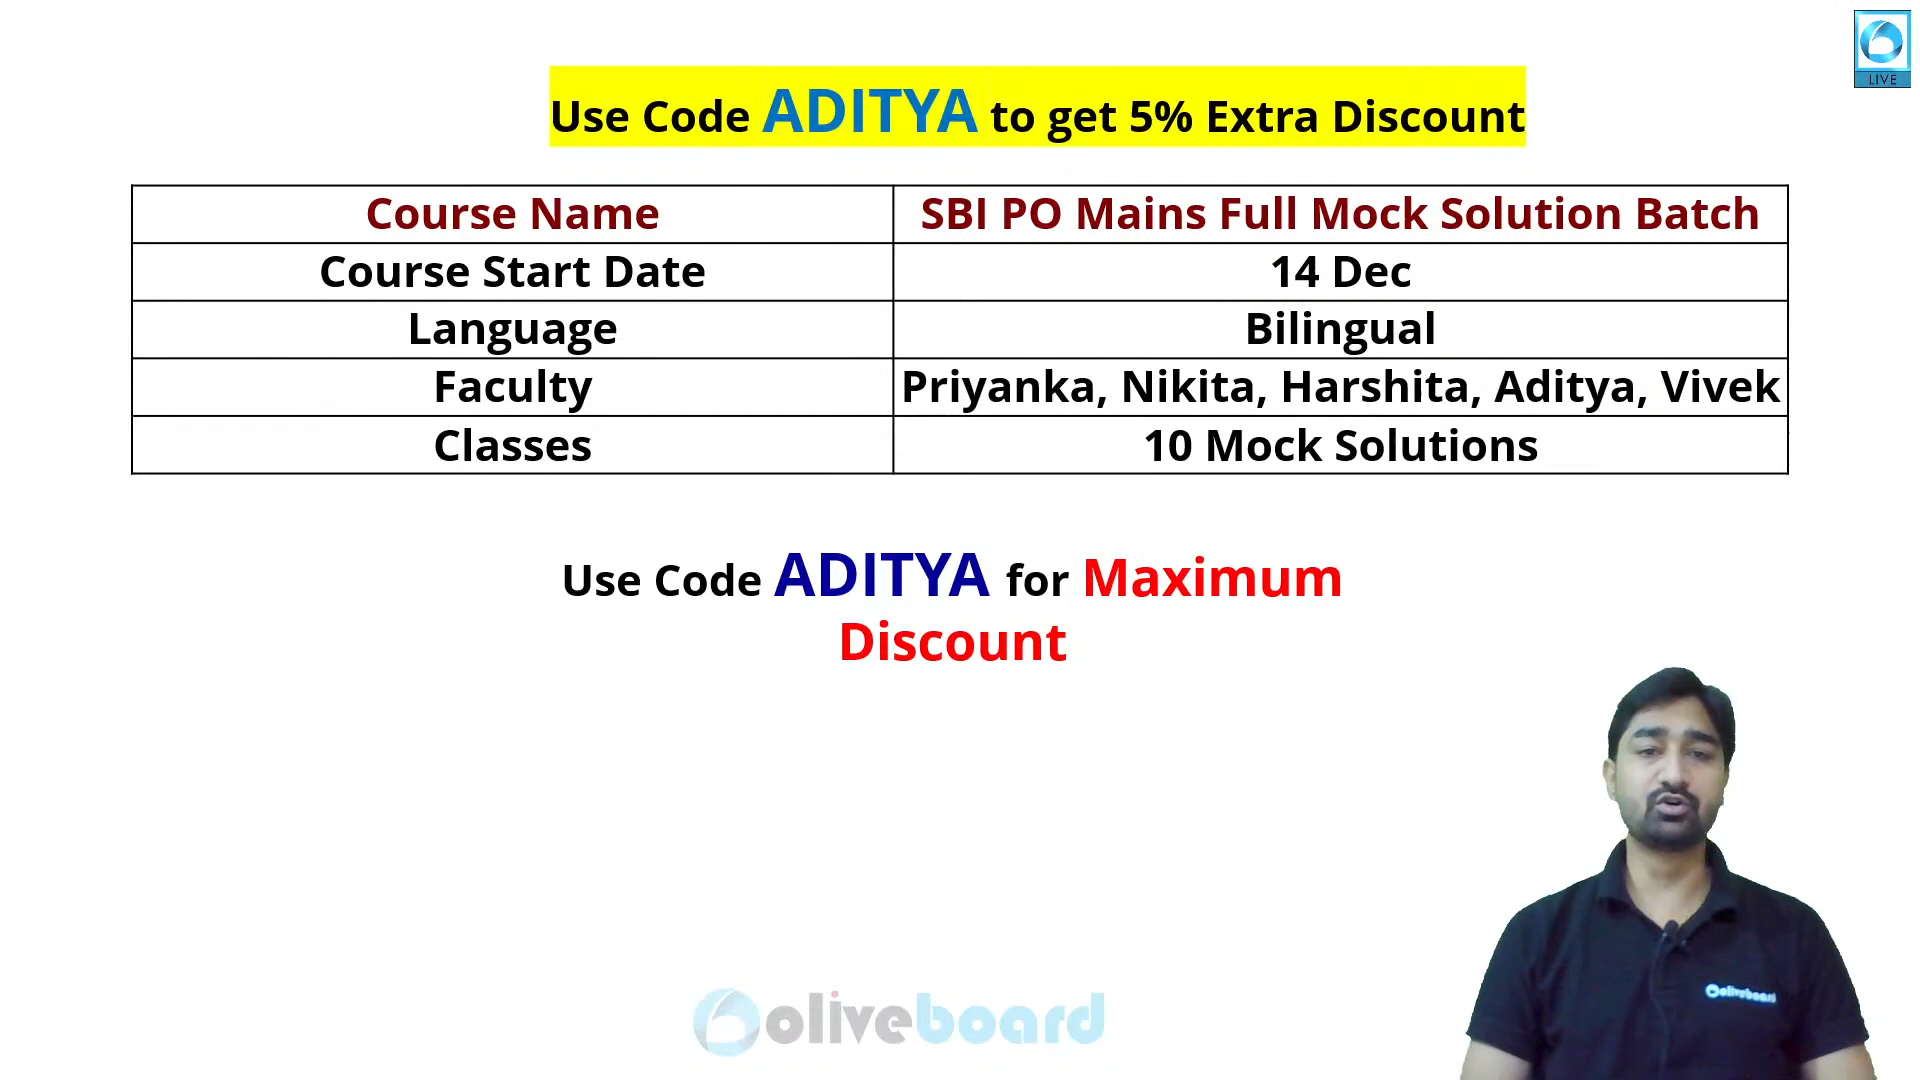 LIVE
Use Code ADITYA to get 5% Extra Discount
Course Name SBI PO Mains Full Mock Solution Batch
Course Start Date 14 Dec
Language Bilingual
Faculty Priyanka, Nikita, Harshita, Aditya, Vivek
Classes 10 Mock Solutions
Use Code ADITYA for Maximum
Discount
oliveboard
oliveboard